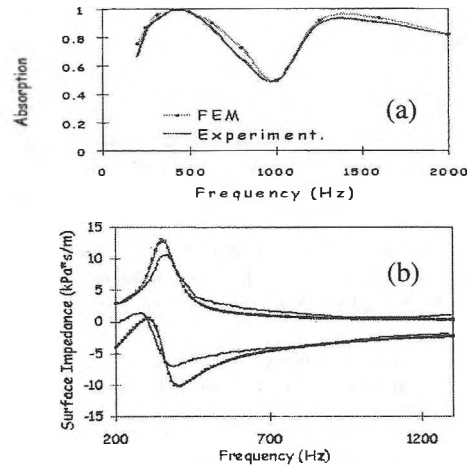 1
0.8
0.6
0.4
0.2
0
Absorption
FEM
Experiment.
(a)
0 500 1000 1500 2000
Frequency (Hz)
15
10
5
0
-5
-10
-15
Surface Impedance (kPa*s/m)
(b)
200 700 1200
Frequency (Hz)